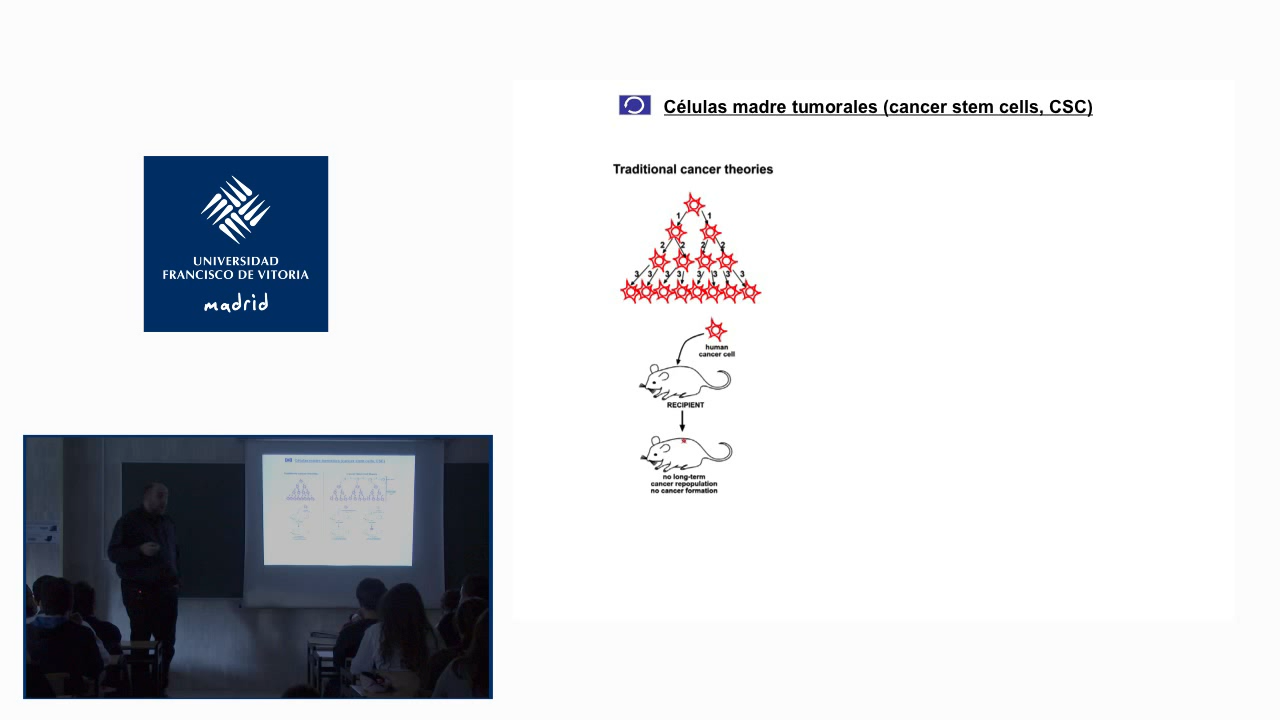 Células madre tumorales (cancer stem cells, CSC)
Traditional cancer theories
1 1
2 2 2 2
3 3 3 3 3 3 3 3
human
cancer cell
RECIPIENT
no long-term
cancer repopulation
no cancer formation
UNIVERSIDAD
FRANCISCO DE VITORIA
madrid